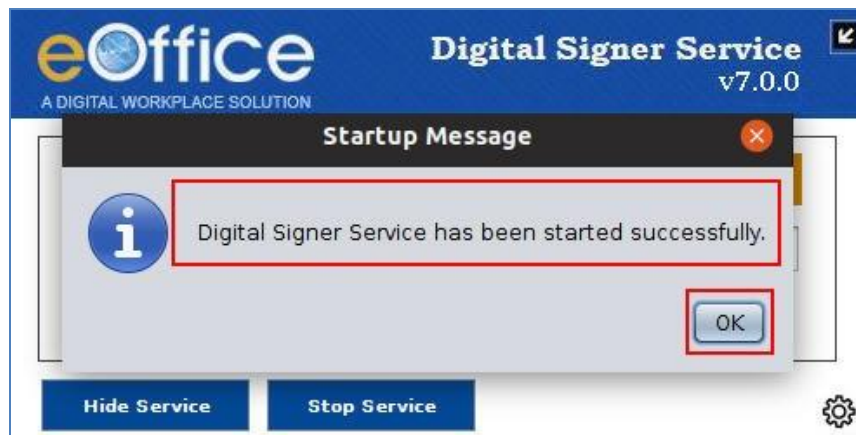 eOffice
A DIGITAL WORKPLACE SOLUTION
Digital Signer Service
v7.0.0
Startup Message
Digital Signer Service has been started successfully.
OK
Hide Service
Stop Service